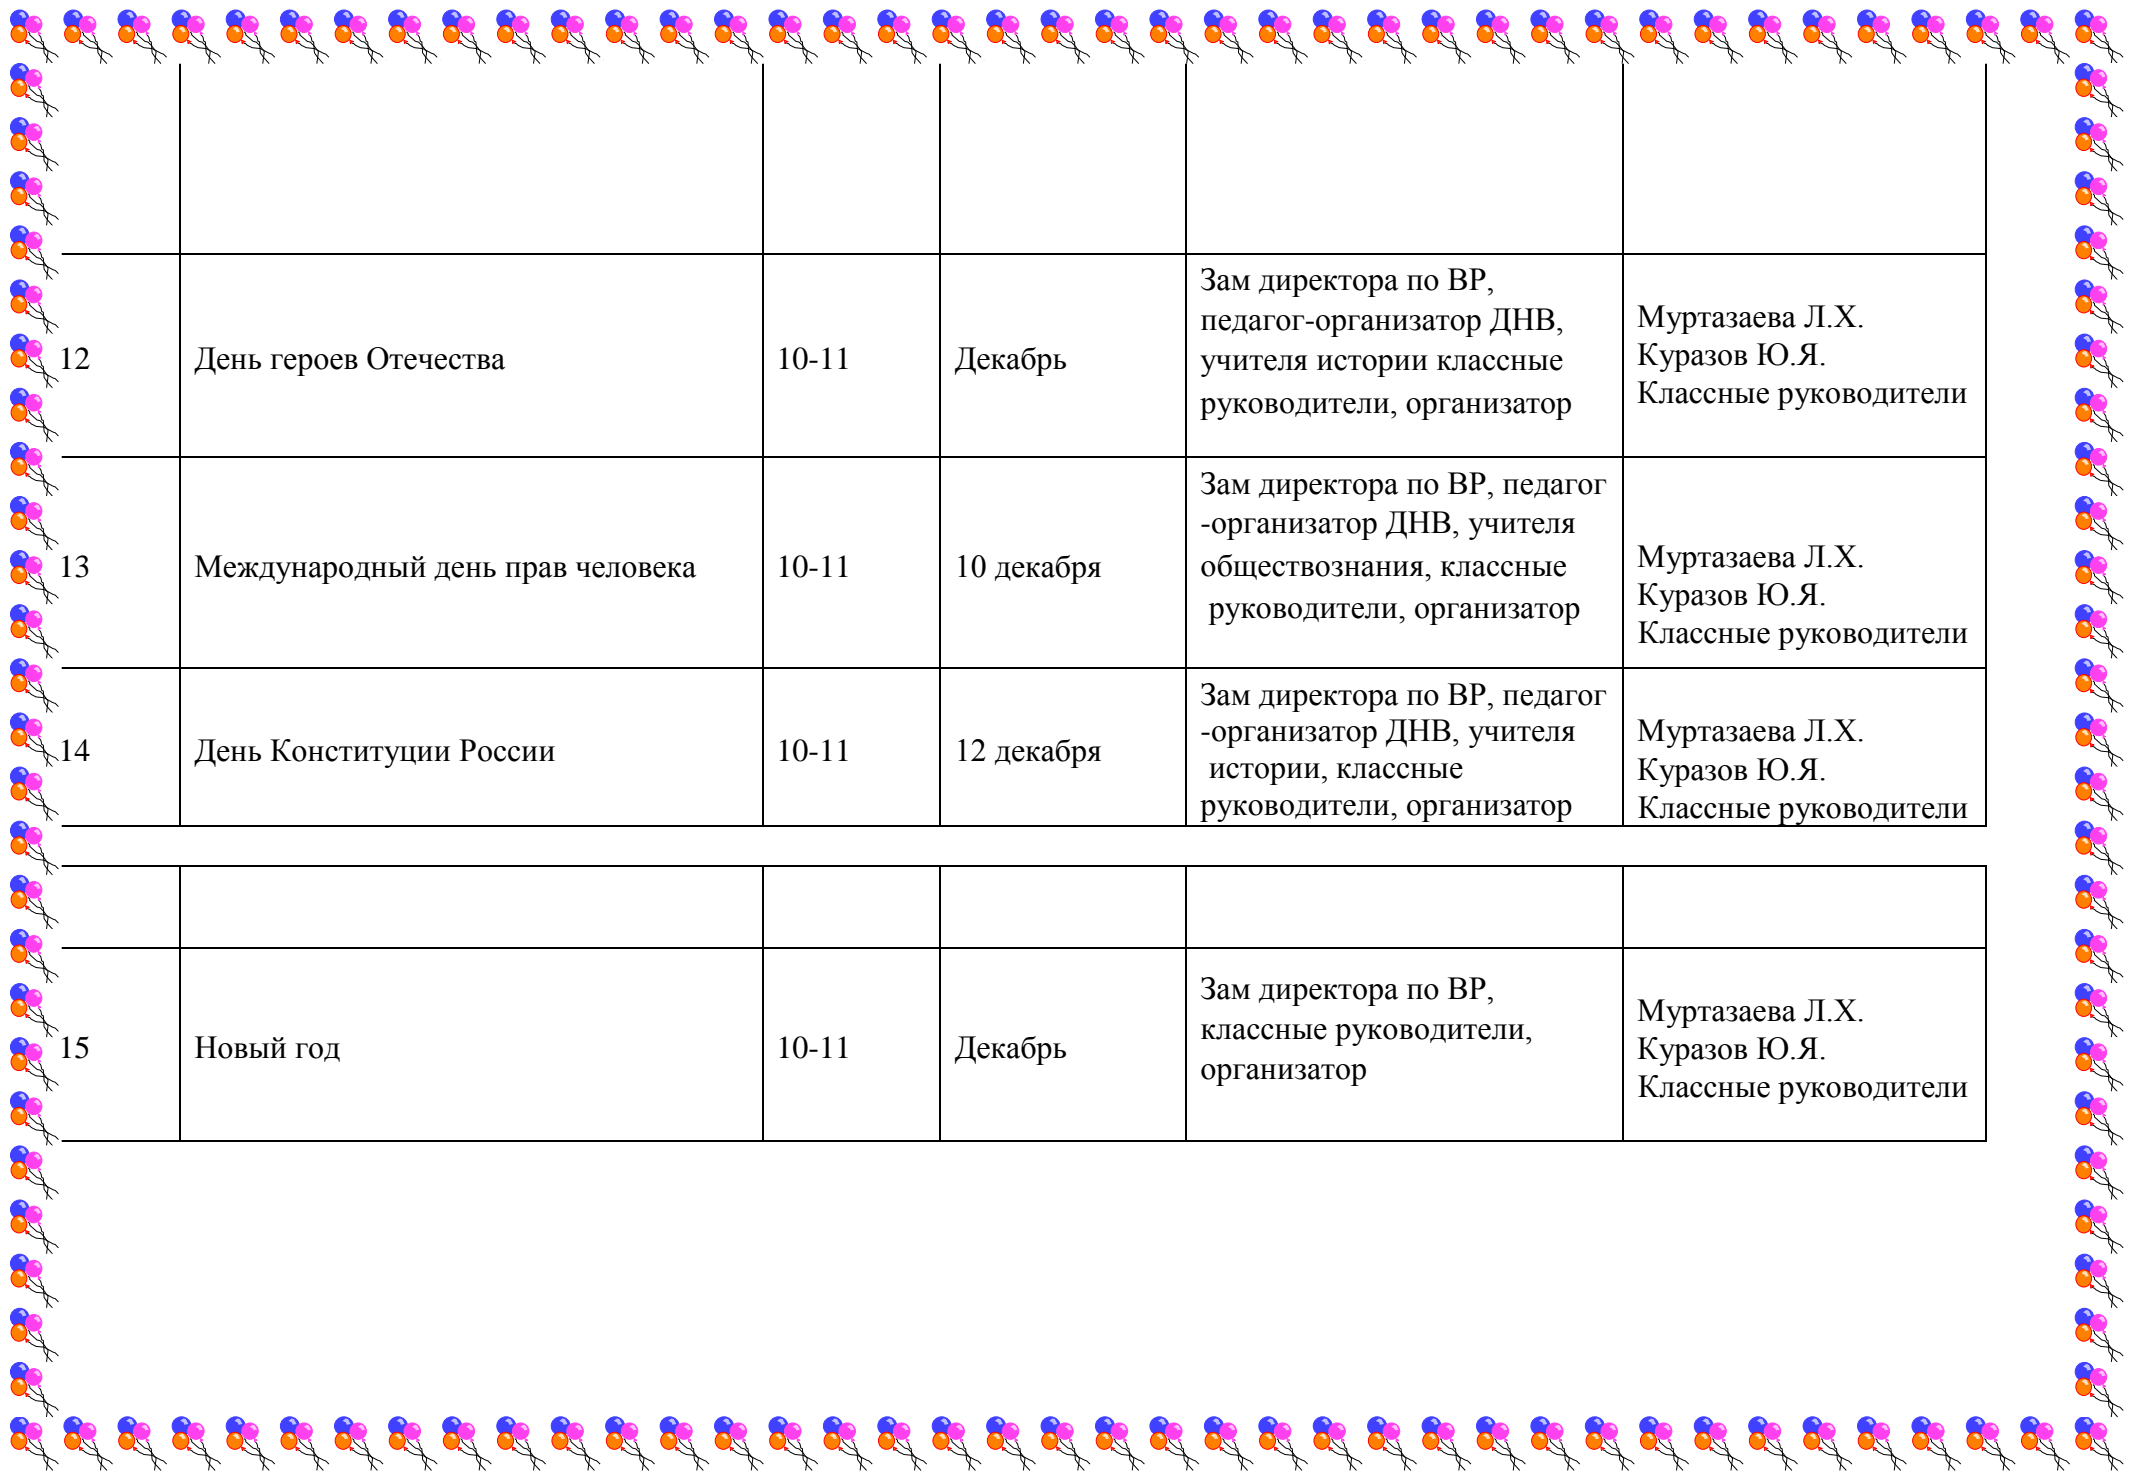 12
День героев Отечества
10-11
Декабрь
Зам директора по ВР,
педагог-организатор ДНВ,
учителя истории классные
руководители, организатор
Муртазаева Л.Х.
Куразов Ю.Я.
Классные руководители
13
Международный день прав человека
10-11
10 декабря
Зам директора по ВР, педагог
-организатор ДНВ, учителя
обществознания, классные
руководители, организатор
Муртазаева Л.Х.
Куразов Ю.Я.
Классные руководители
14
День Конституции России
10-11
12 декабря
Зам директора по ВР, педагог
-организатор ДНВ, учителя
истории, классные
руководители, организатор
Муртазаева Л.Х.
Куразов Ю.Я.
Классные руководители
15
Новый год
10-11
Декабрь
Зам директора по ВР,
классные руководители,
организатор
Муртазаева Л.Х.
Куразов Ю.Я.
Классные руководители